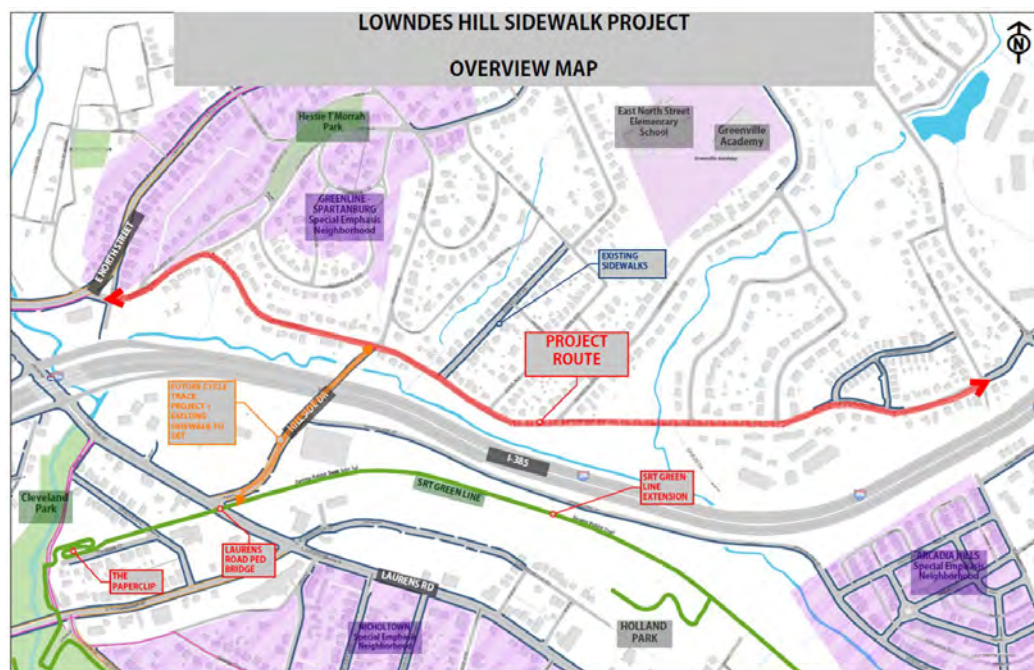 LOWNDES HILL SIDEWALK PROJECT
OVERVIEW MAP
N
Hessie T Morrah
Park
East North Street
Elementary
School
Greenville
Academy
GREENLINE -
SPARTANBURG
Special Emphasis
Neighborhood
E NORTH STREET
EXISTING
SIDEWALKS
PROJECT
ROUTE
FUTURE CYCLE
TRACK
PROJECT +
EXISTING
SIDEWALK TO
HILLSIDE DR
I-385
SRT GREEN LINE
SRT GREEN
LINE
EXTENSION
Cleveland
Park
THE
PAPERCLIP
LAURENS
ROAD PED
BRIDGE
LAURENS RD
NICHOLTOWN
Special Emphasis
Neighborhood
HOLLAND
PARK
ARCADIA HILLS
Special Emphasis
Neighborhood